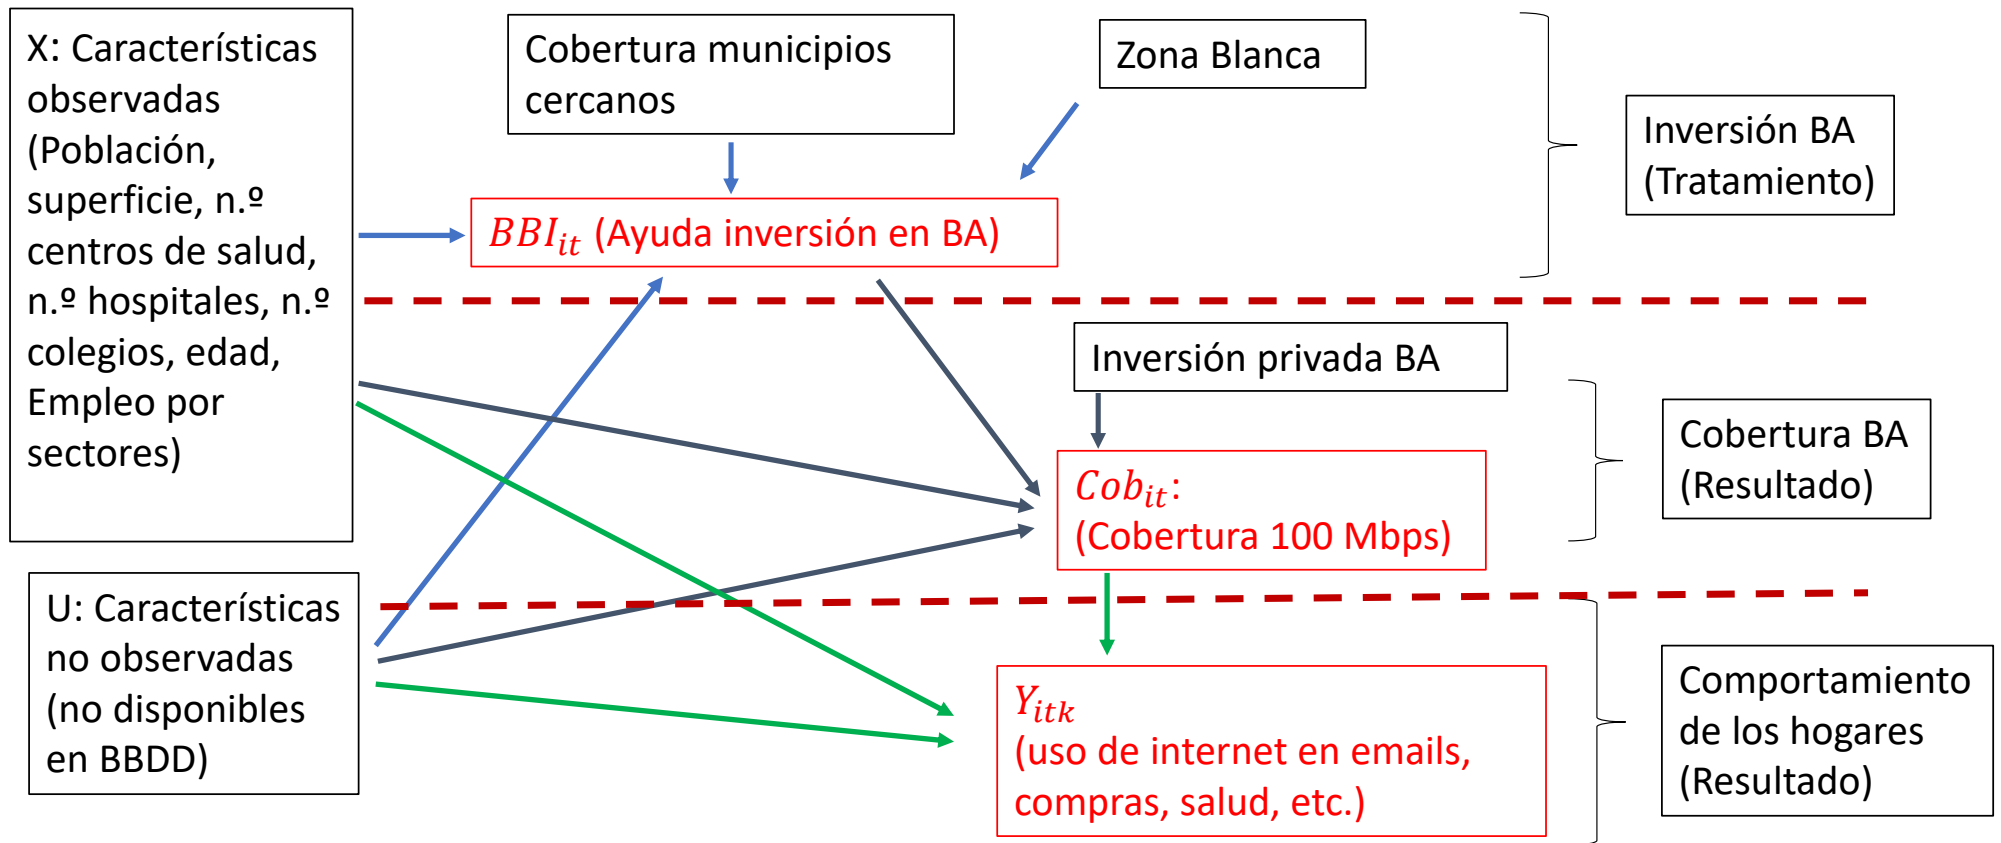 X: Características
observadas
(Población,
superficie, n.º
centros de salud,
n.º hospitales, n.º
colegios, edad,
Empleo por
sectores)
U: Características
no observadas
(no disponibles
en BBDD)
Cobertura municipios
cercanos
Zona Blanca
BBI_it (Ayuda inversión en BA)
Inversión privada BA
Cob_it:
(Cobertura 100 Mbps)
Y_itk
(uso de internet en emails,
compras, salud, etc.)
Inversión BA
(Tratamiento)
Cobertura BA
(Resultado)
Comportamiento
de los hogares
(Resultado)